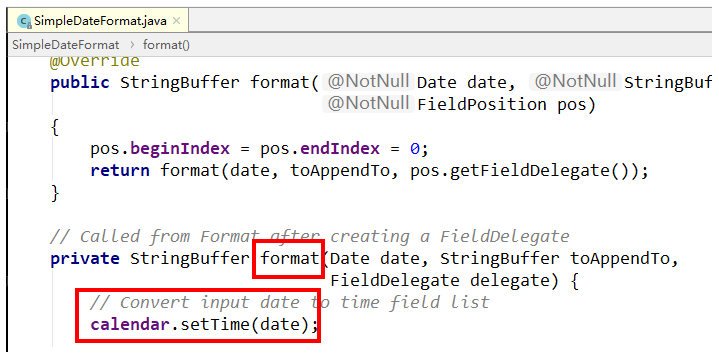 SimpleDateFormat.java
SimpleDateFormat › format()
@Override
public StringBuffer format( @NotNull Date date, @NotNull StringBuf
@NotNull FieldPosition pos)
{
pos.beginIndex = pos.endIndex = 0;
return format(date, toAppendTo, pos.getFieldDelegate());
}
// Called from Format after creating a FieldDelegate
private StringBuffer format(Date date, StringBuffer toAppendTo,
FieldDelegate delegate) {
// Convert input date to time field list
calendar.setTime(date);